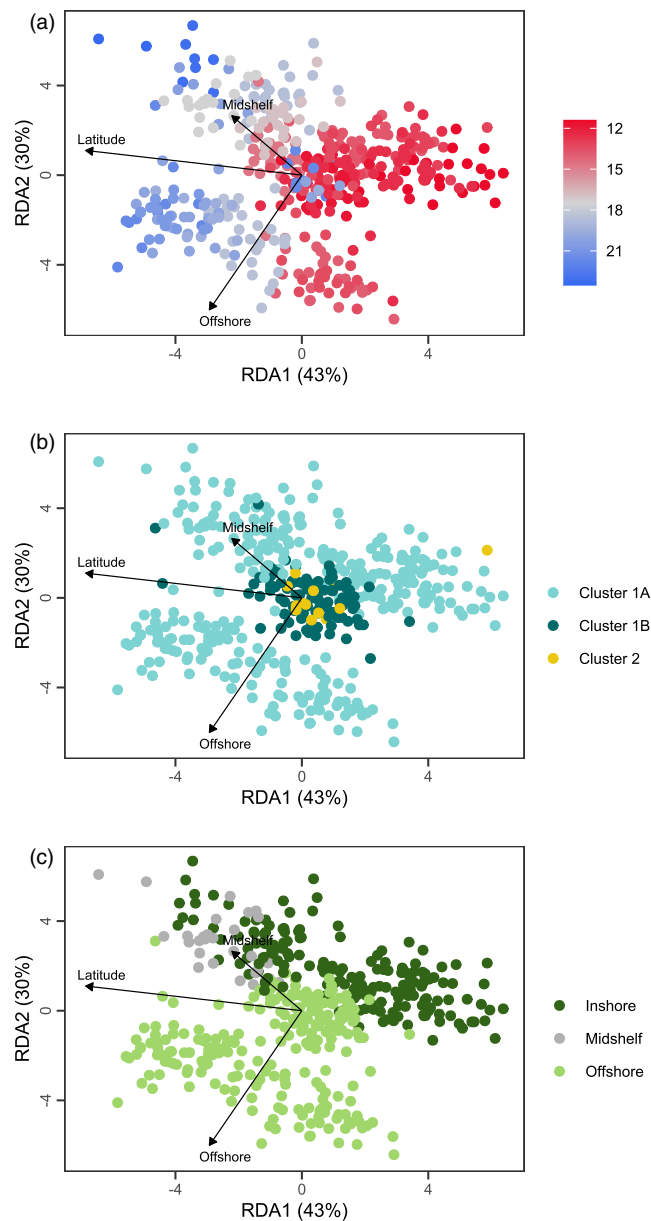 (a)
Midshelf
Latitude
Offshore
4
0
-4
-4
0
4
RDA2 (30%)
RDA1 (43%)
12
15
18
21
(b)
Midshelf
Latitude
Offshore
4
0
-4
-4
0
4
RDA2 (30%)
RDA1 (43%)
Cluster 1A
Cluster 1B
Cluster 2
(c)
Midshelf
Latitude
Offshore
4
0
-4
-4
0
4
RDA2 (30%)
RDA1 (43%)
Inshore
Midshelf
Offshore